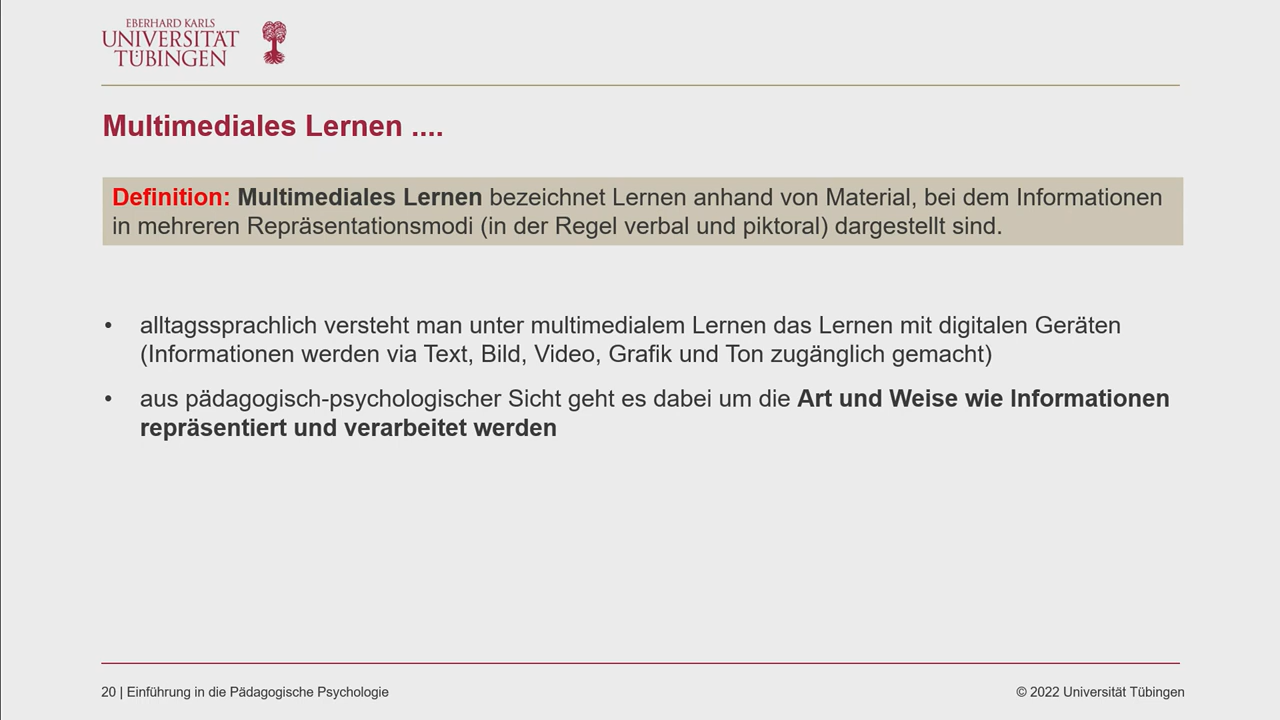 EBERHARD KARLS
UNIVERSITÄT
TÜBINGEN
Multimediales Lernen ....
Definition: Multimediales Lernen bezeichnet Lernen anhand von Material, bei dem Informationen
in mehreren Repräsentationsmodi (in der Regel verbal und piktoral) dargestellt sind.
• alltagssprachlich versteht man unter multimedialem Lernen das Lernen mit digitalen Geräten
(Informationen werden via Text, Bild, Video, Grafik und Ton zugänglich gemacht)
• aus pädagogisch-psychologischer Sicht geht es dabei um die Art und Weise wie Informationen
repräsentiert und verarbeitet werden
20 | Einführung in die Pädagogische Psychologie
© 2022 Universität Tübingen